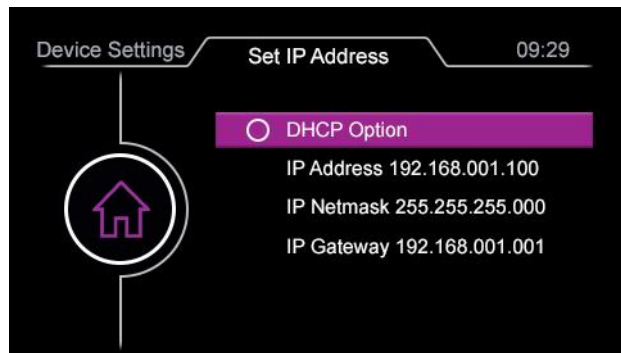 Device Settings Set IP Address 09:29
DHCP Option
IP Address 192.168.001.100
IP Netmask 255.255.255.000
IP Gateway 192.168.001.001